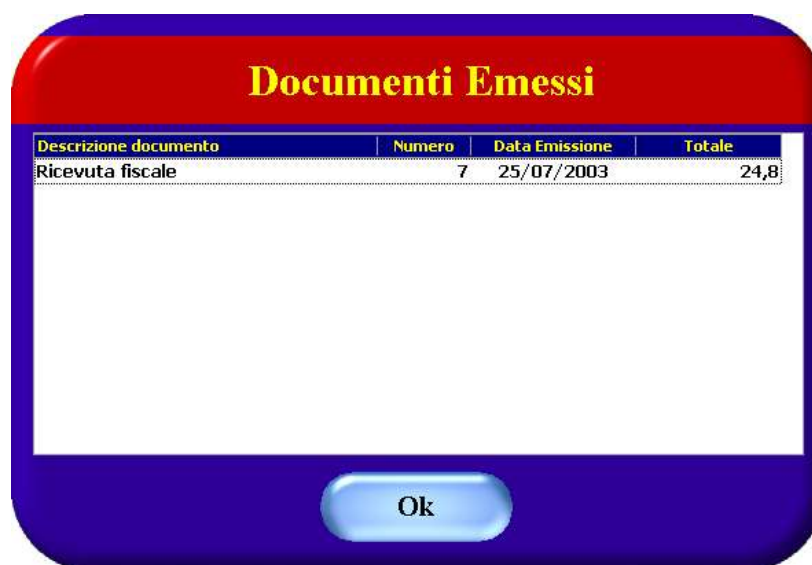 Documenti Emessi
Descrizione documento Numero Data Emissione Totale
Ricevuta fiscale 7 25/07/2003 24,8
Ok